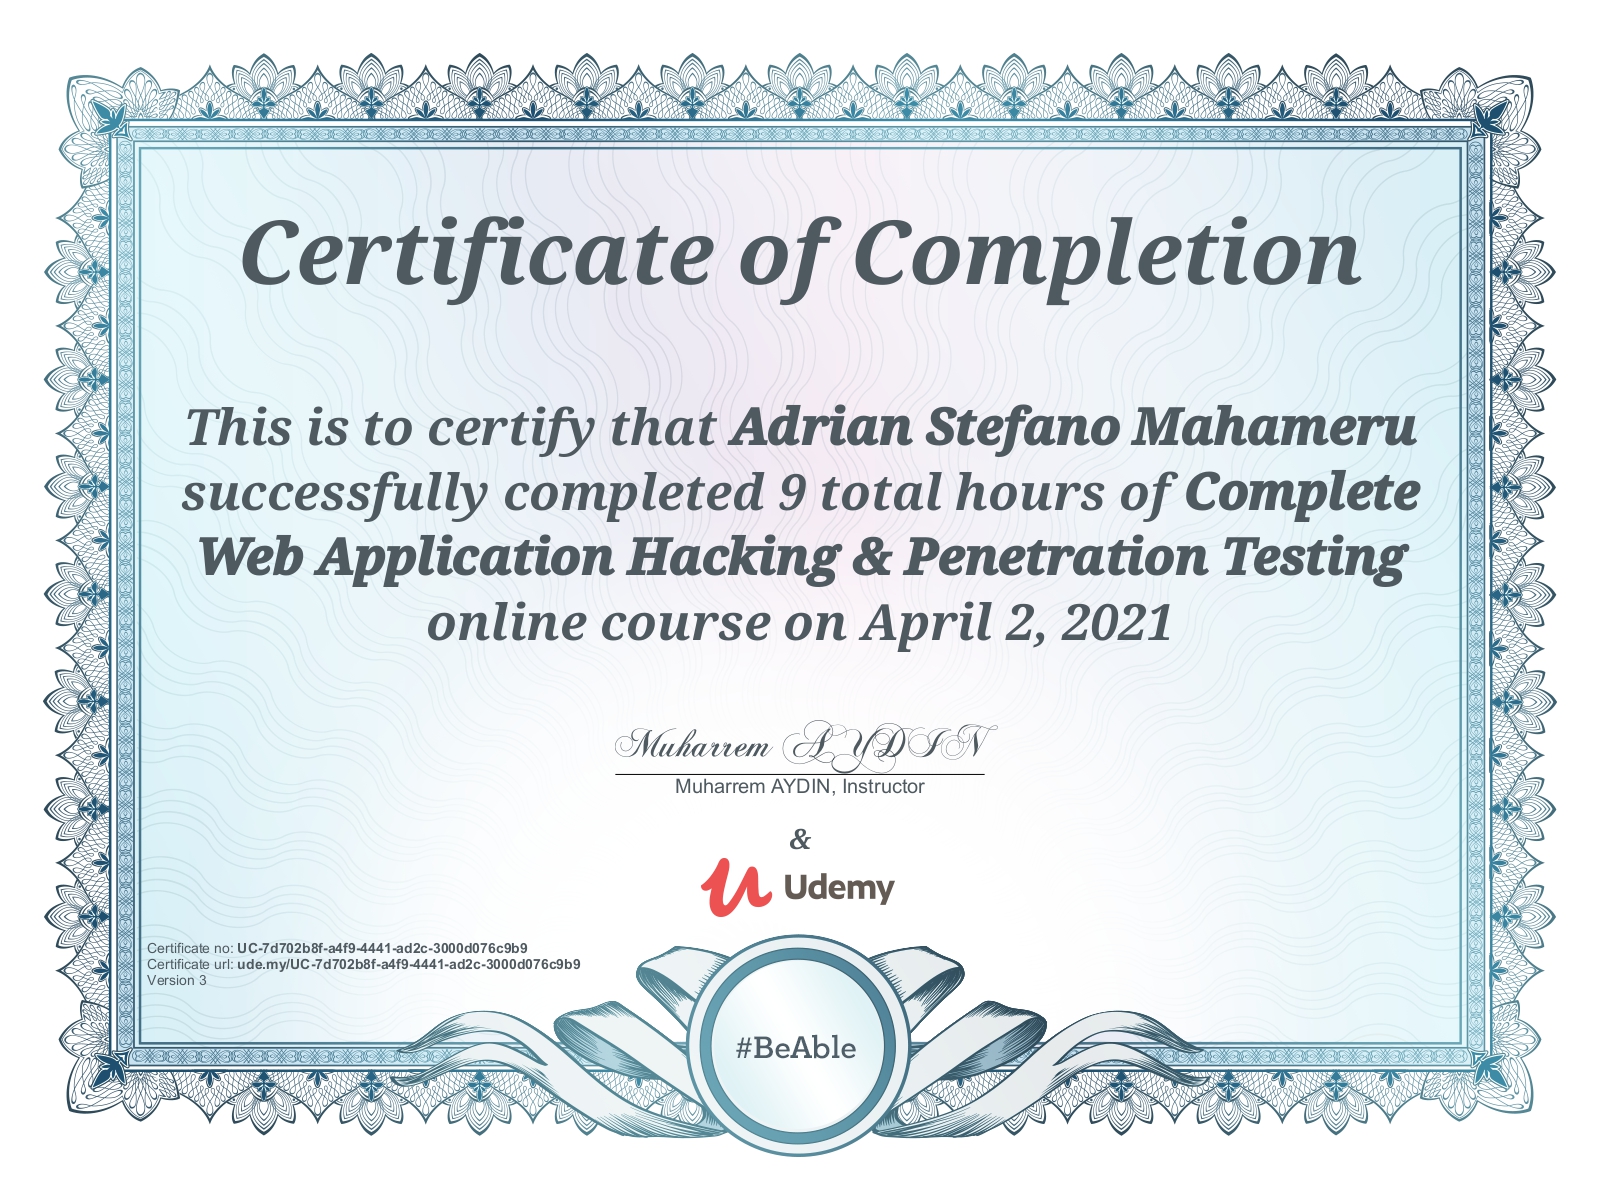 Certificate of Completion
This is to certify that Adrian Stefano Mahameru
successfully completed 9 total hours of Complete
Web Application Hacking & Penetration Testing
online course on April 2, 2021
Muharrem AYDIN
Muharrem AYDIN, Instructor
&
Udemy
Certificate no: UC-7d702b8f-a4f9-4441-ad2c-3000d076c9b9
Certificate url: ude.my/UC-7d702b8f-a4f9-4441-ad2c-3000d076c9b9
Version 3
#BeAble